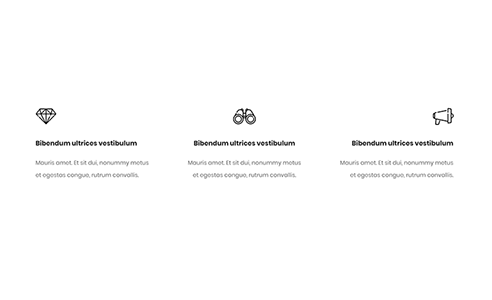 Bibendum ultrices vestibulum
Mauris amet. Et sit dui, nonummy metus
et egestas congue, rutrum convallis.
Bibendum ultrices vestibulum
Mauris amet. Et sit dui, nonummy metus
et egestas congue, rutrum convallis.
Bibendum ultrices vestibulum
Mauris amet. Et sit dui, nonummy metus
et egestas congue, rutrum convallis.